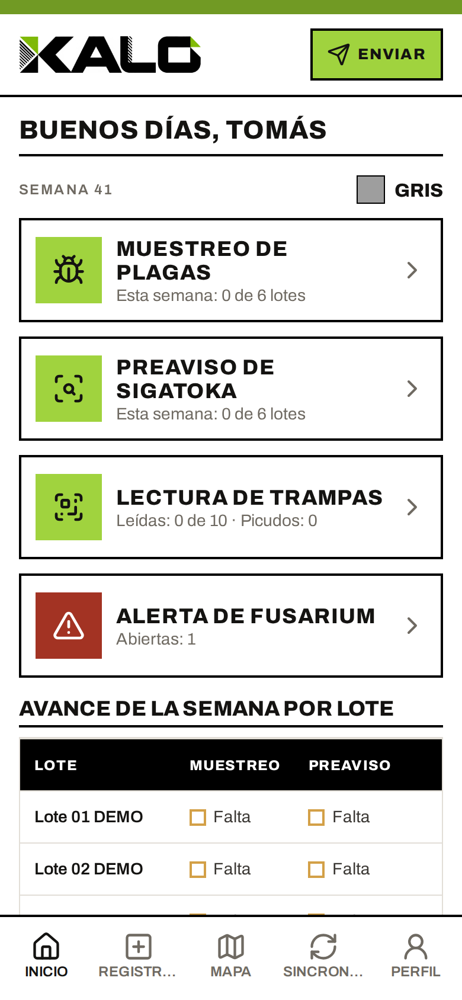 KALO
ENVIAR
BUENOS DÍAS, TOMÁS
SEMANA 41
GRIS
MUESTREO DE
PLAGAS
Esta semana: 0 de 6 lotes
PREAVISO DE
SIGATOKA
Esta semana: 0 de 6 lotes
LECTURA DE TRAMPAS
Leídas: 0 de 10 · Picudos: 0
ALERTA DE FUSARIUM
Abiertas: 1
AVANCE DE LA SEMANA POR LOTE
LOTE MUESTREO PREAVISO
Lote 01 DEMO Falta Falta
Lote 02 DEMO Falta Falta
INICIO REGISTR... MAPA SINCRON... PERFIL